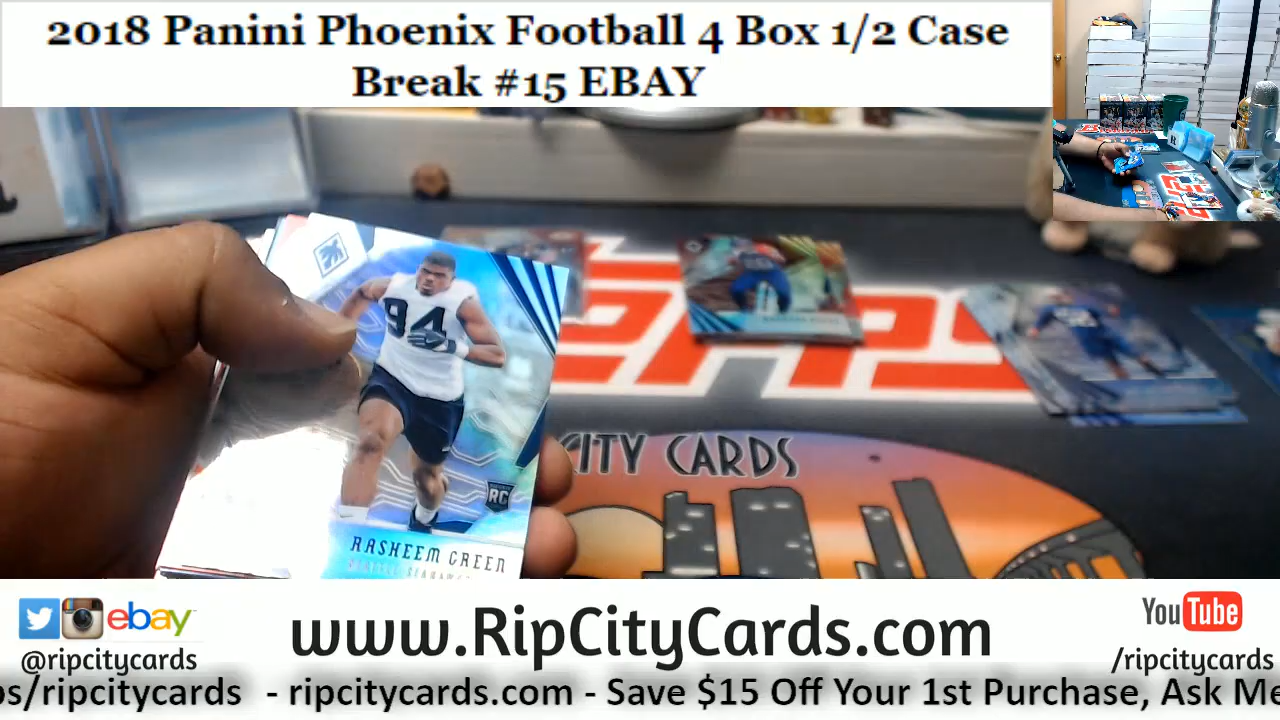 2018 Panini Phoenix Football 4 Box 1/2 Case
Break #15 EBAY
94
RC
RASHEEM GREEN
CITY CARDS
ebay
@ripcitycards
www.RipCityCards.com
YouTube
/ripcitycards
os/ripcitycards - ripcitycards.com - Save $15 Off Your 1st Purchase, Ask Me